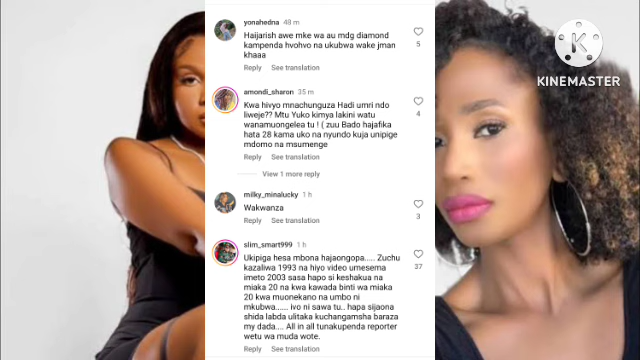 yonahedna 48 m
Haijarish awe mke wa au mdg diamond
kampenda hvohvo na ukubwa wake jman
khaaa
5
Reply See translation
amondi_sharon 35 m
Kwa hivyo mnachunguza Hadi umri ndo
liweje?? Mtu Yuko kimya lakini watu
wanamuongelea tu ! ( zuu Bado hajafika
hata 28 kama uko na nyundo kuja unipige
mdomo na msumenge
4
Reply See translation
View 1 more reply
milky_minalucky 1 h
Wakwanza
3
Reply See translation
slim_smart999 1 h
Ukipiga hesa mbona hajaongopa..... Zuchu
kazaliwa 1993 na hiyo video umesema
imeto 2003 sasa hapo si keshakua na
miaka 20 na kwa kawada binti wa miaka
20 kwa muonekano na umbo ni
mkubwa...... ivo ni sawa tu.. hapa sijaona
shida labda ulitaka kuchangamsha baraza
my dada.... All in all tunakupenda reporter
wetu wa muda wote.
37
Reply See translation
K
KINEMASTER